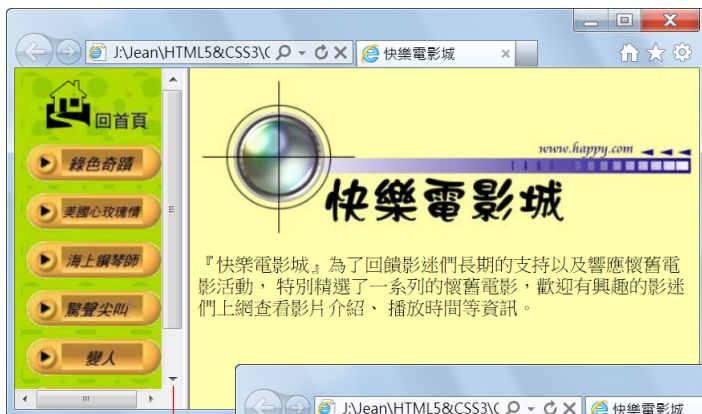 J:\Jean\HTML5&CSS3\(
快樂電影城
回首頁
綠色奇蹟
美國心玫瑰情
海上鋼琴師
驚聲尖叫
變人
www.happy.com
快樂電影城
『快樂電影城』為了回饋影迷們長期的支持以及響應懷舊電
影活動，特別精選了一系列的懷舊電影，歡迎有興趣的影迷
們上網查看影片介紹、播放時間等資訊。
J:\Jean\HTML5&CSS3\(
快樂電影城